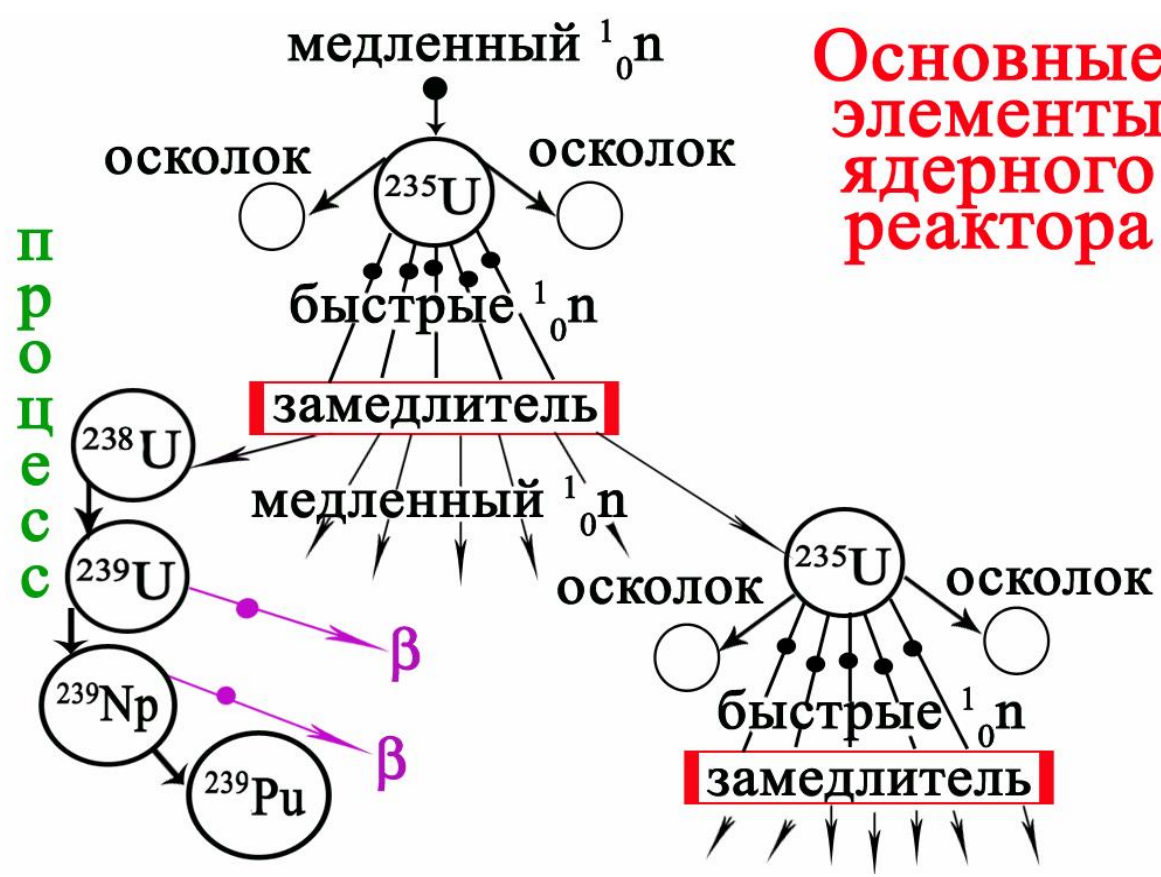 медленный ¹₀n
Основные
элементы
ядерного
реактора
осколок
осколок
²³⁵U
процесс
быстрые ¹₀n
замедлитель
²³⁸U
медленный ¹₀n
²³⁹U
²³⁵U
осколок
осколок
β
²³⁹Np
быстрые ¹₀n
β
замедлитель
²³⁹Pu